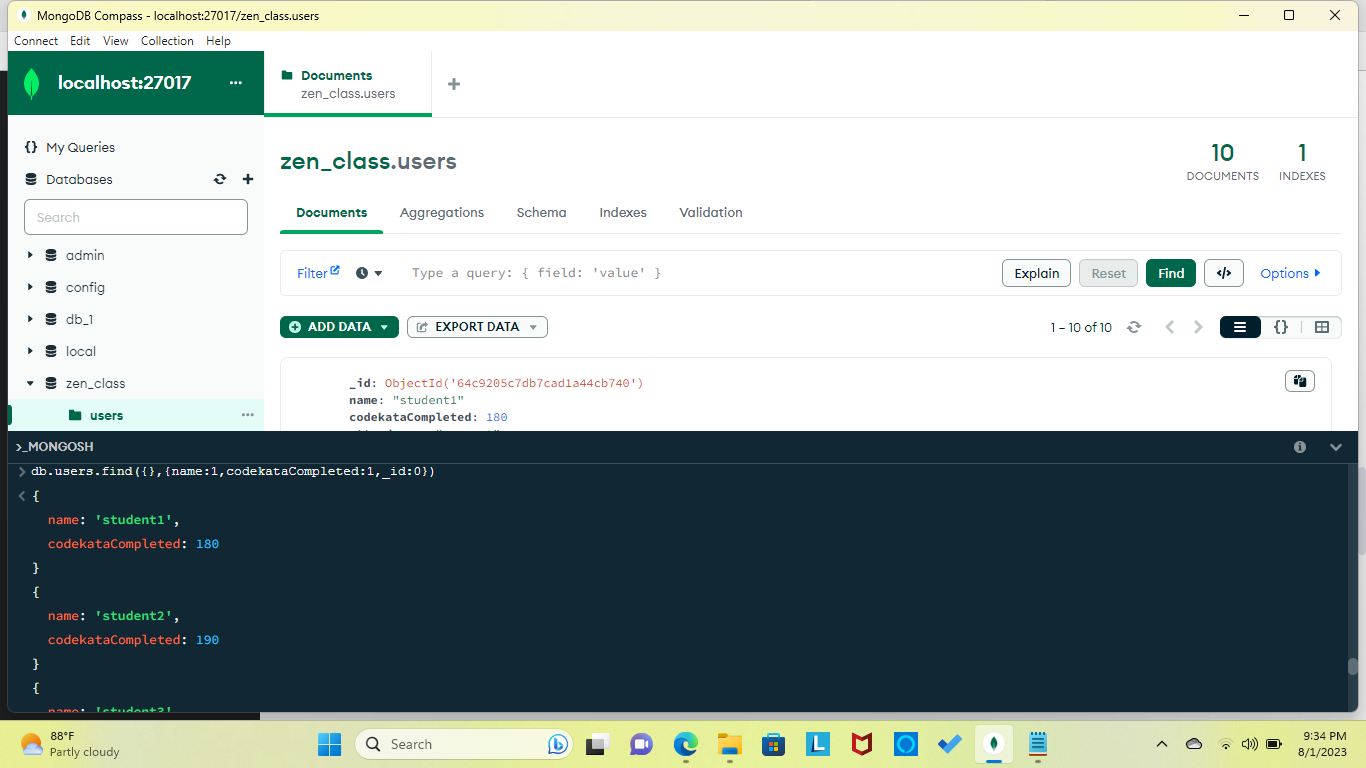 MongoDB Compass - localhost:27017/zen_class.users
Connect Edit View Collection Help
localhost:27017 ...
Documents
zen_class.users
+
{} My Queries
Databases
Search
admin
config
db_1
local
zen_class
users ...
zen_class.users
10
DOCUMENTS
1
INDEXES
Documents Aggregations Schema Indexes Validation
Filter Type a query: { field: 'value' } Explain Reset Find </> Options
ADD DATA EXPORT DATA 1 – 10 of 10 {}
_id: ObjectId('64c9205c7db7cad1a44cb740')
name: "student1"
codekataCompleted: 180
>_MONGOSH
> db.users.find({},{name:1,codekataCompleted:1,_id:0})
< {
name: 'student1',
codekataCompleted: 180
}
{
name: 'student2',
codekataCompleted: 190
}
{
name: 'student3'
88°F
Partly cloudy
Search
L
9:34 PM
8/1/2023